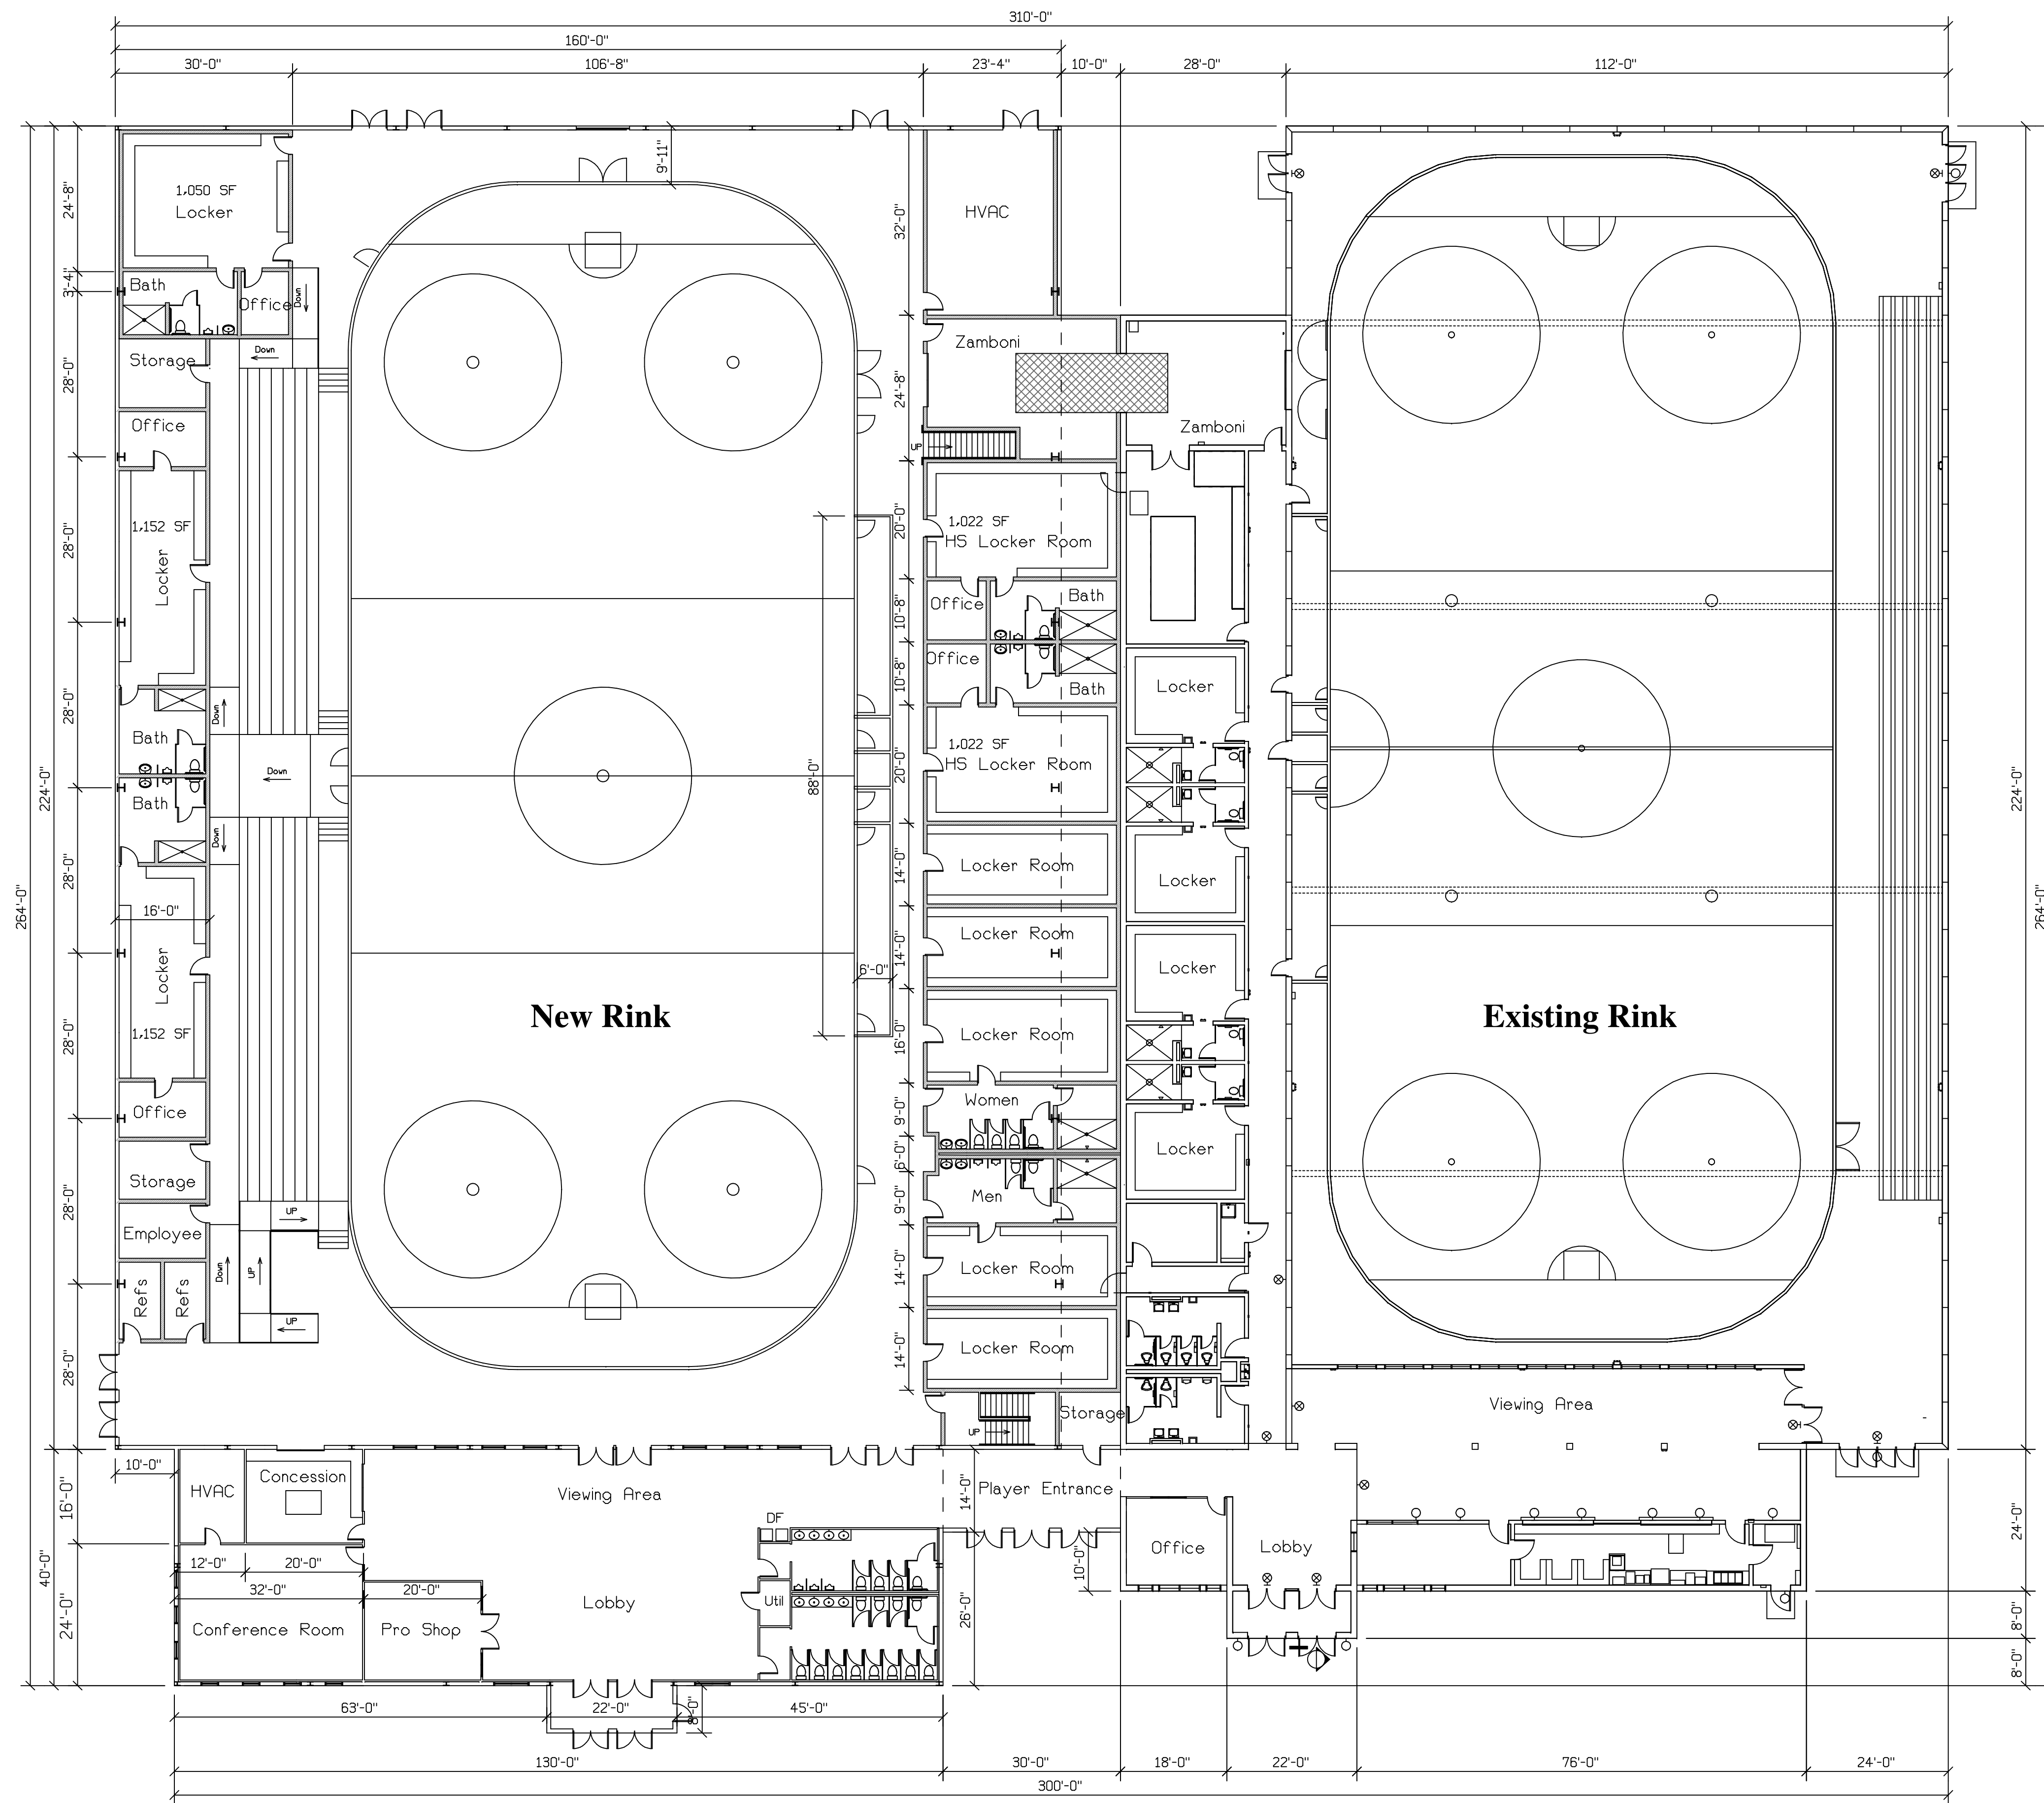 310'-0"
160'-0"
30'-0" 106'-8" 23'-4" 10'-0" 28'-0" 112'-0"
9'-11"
24'-8"
1,050 SF
Locker
32'-0"
HVAC
3'-4"
Bath
Office
Down
Storage
Down
28'-0"
Zamboni
24'-8"
Office
Zamboni
UP
1,152 SF
Locker
28'-0"
20'-0"
1,022 SF
HS Locker Room
10'-8"
Office
Bath
10'-8"
Office
Bath
Locker
28'-0"
Down
Bath
Down
Bath
Down
224'-0"
264'-0"
88'-0"
20'-0"
1,022 SF
HS Locker Room
224'-0"
264'-0"
28'-0"
14'-0"
Locker Room
Locker
16'-0"
14'-0"
Locker Room
Locker
Locker
6'-0"
1,152 SF
28'-0"
New Rink
16'-0"
Locker Room
Existing Rink
Office
9'-0"
Women
6'-0"
Locker
Storage
28'-0"
9'-0"
Men
UP
Employee
Down
UP
14'-0"
Locker Room
Refs
Refs
UP
28'-0"
14'-0"
Locker Room
Storage
UP
Viewing Area
10'-0"
HVAC
Concession
Viewing Area
14'-0"
Player Entrance
16'-0"
DF
40'-0"
12'-0" 20'-0"
10'-0"
Office
Lobby
24'-0"
32'-0" 20'-0"
Lobby
Util
26'-0"
24'-0"
Conference Room
Pro Shop
8'-0"
8'-0"
63'-0" 22'-0" 8'-0" 45'-0"
130'-0" 30'-0" 18'-0" 22'-0" 76'-0" 24'-0"
300'-0"